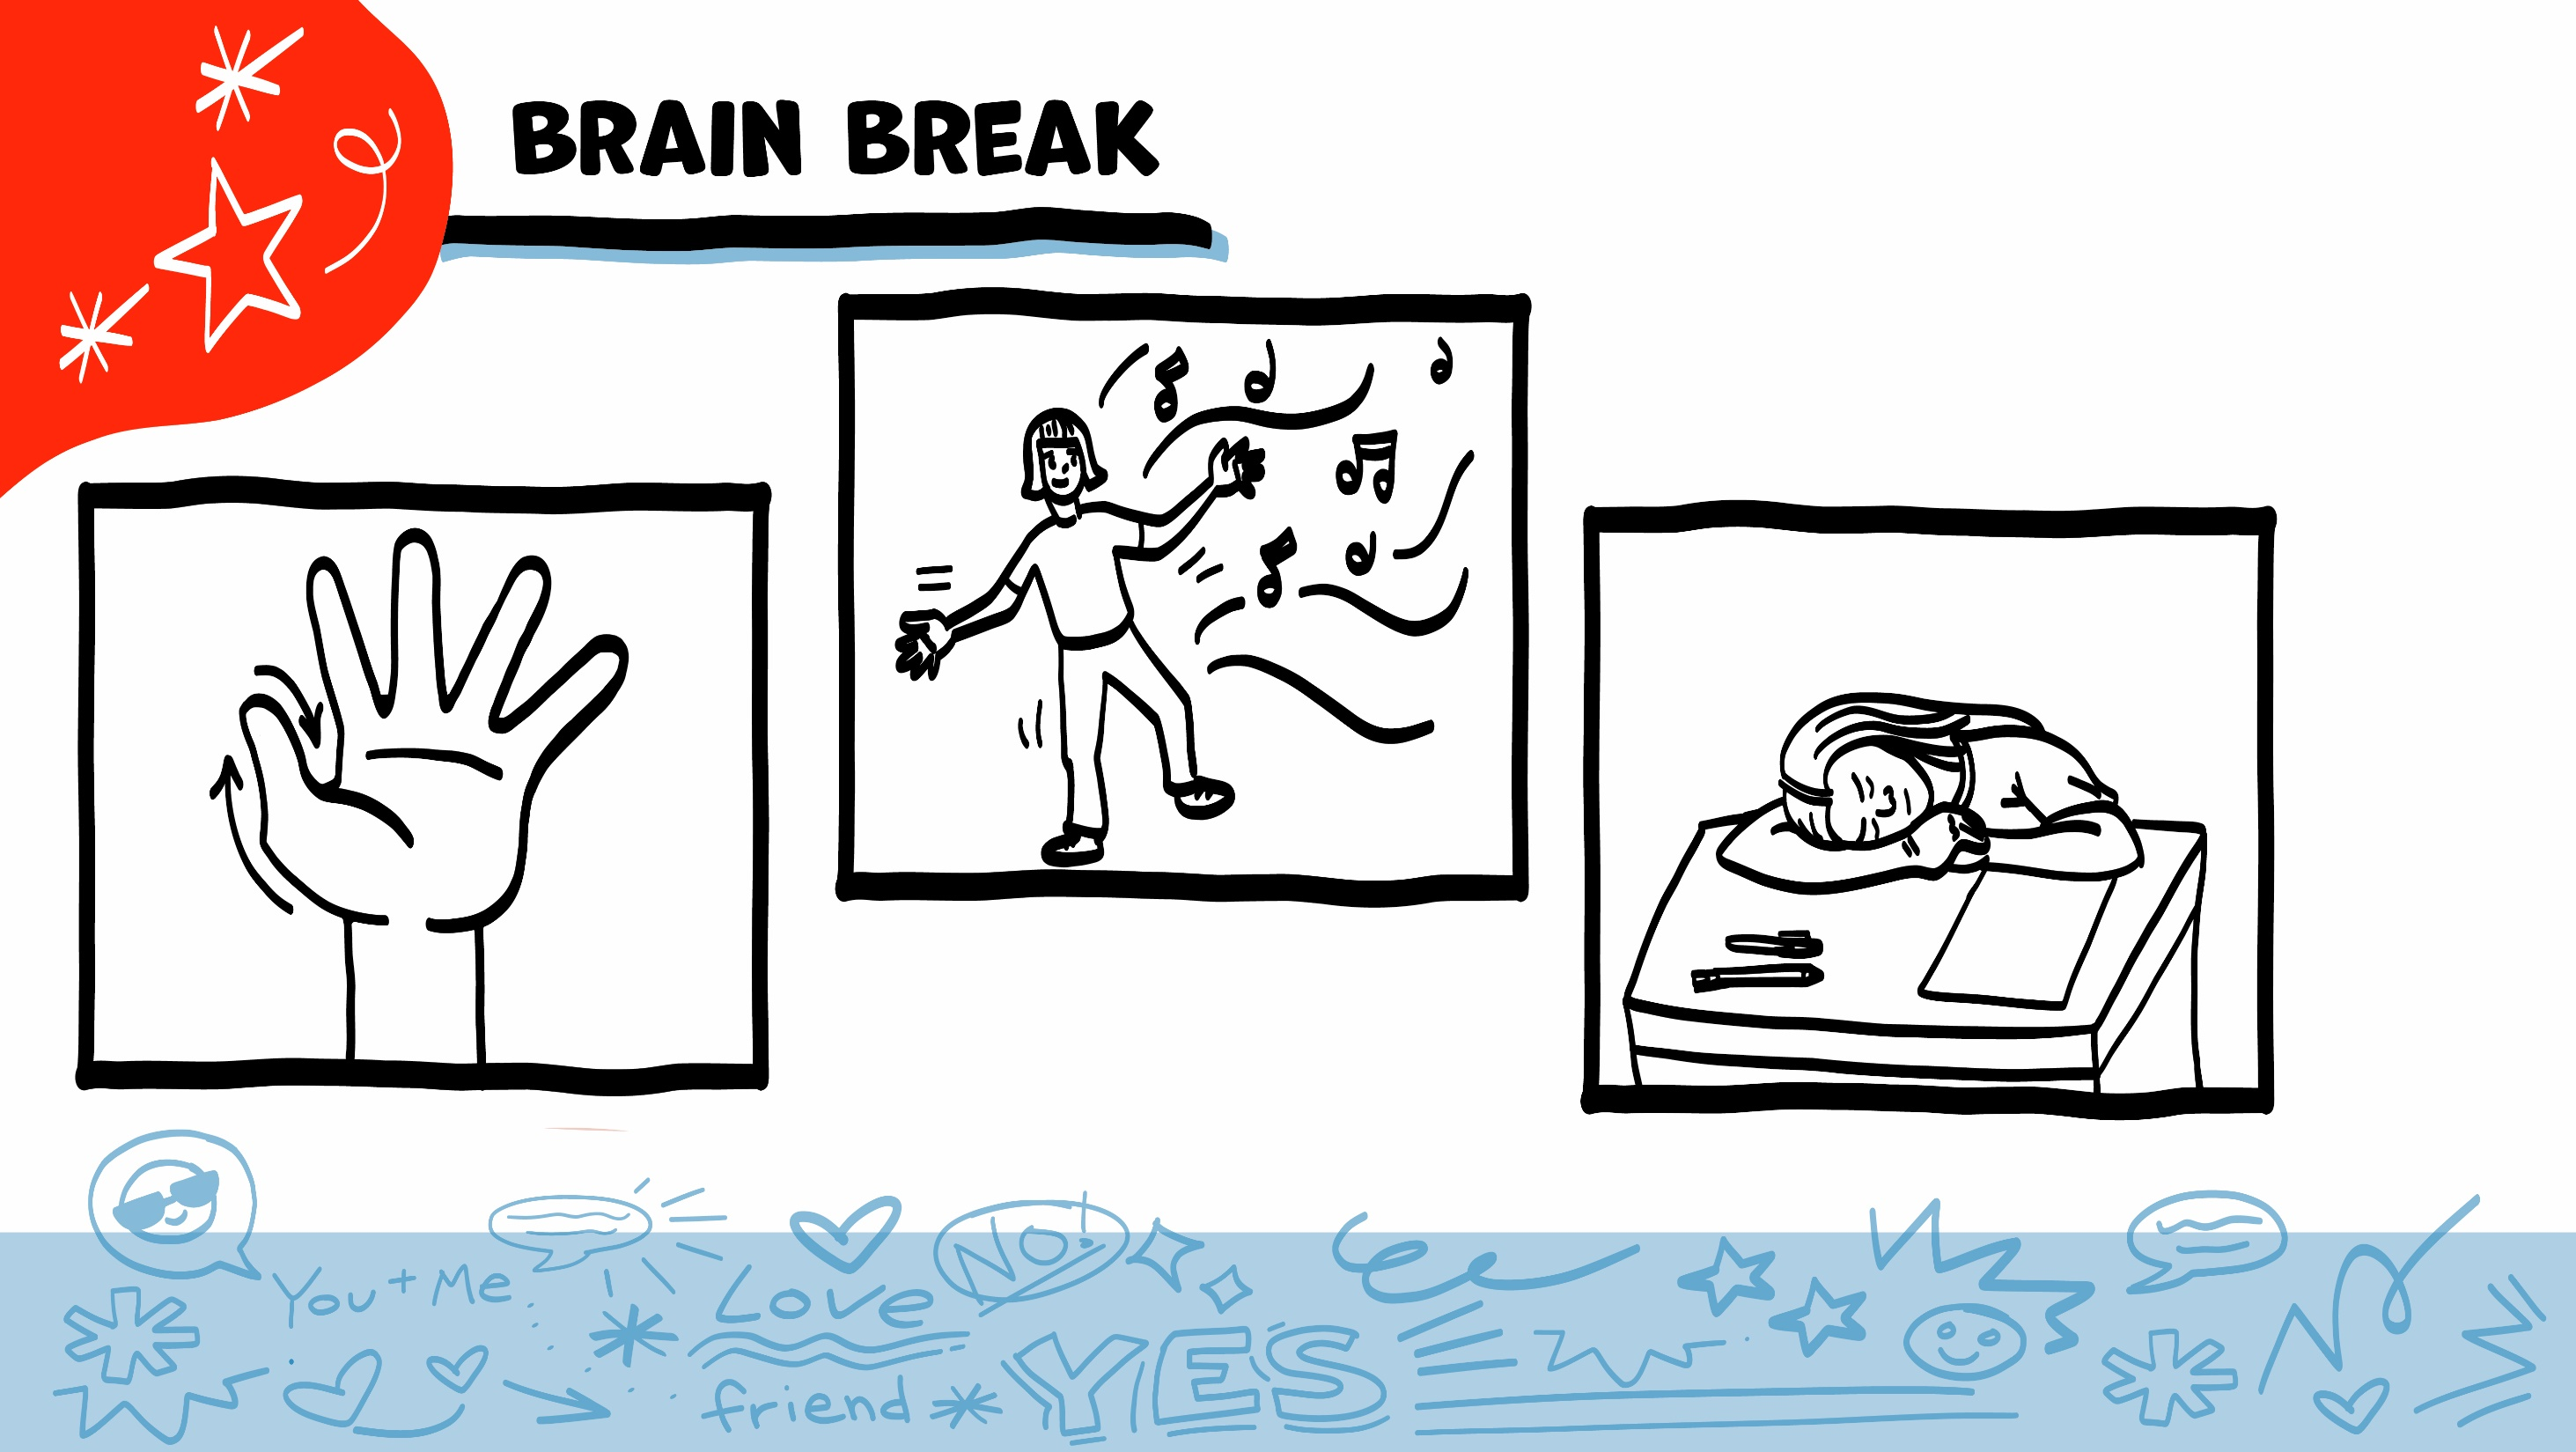 BRAIN BREAK
You + Me
Love
NO!
friend
YES